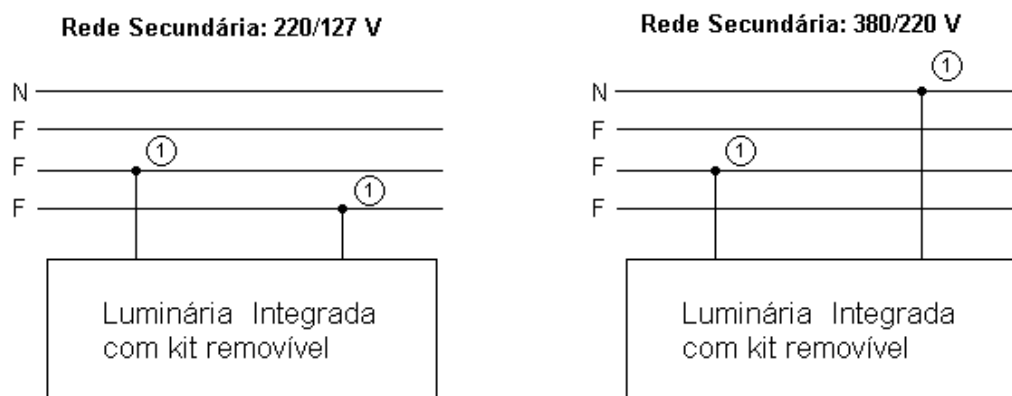 Rede Secundária: 220/127 V
N
F
F
F
1
1
Luminária Integrada
com kit removível
Rede Secundária: 380/220 V
N
F
F
F
1
1
Luminária Integrada
com kit removível